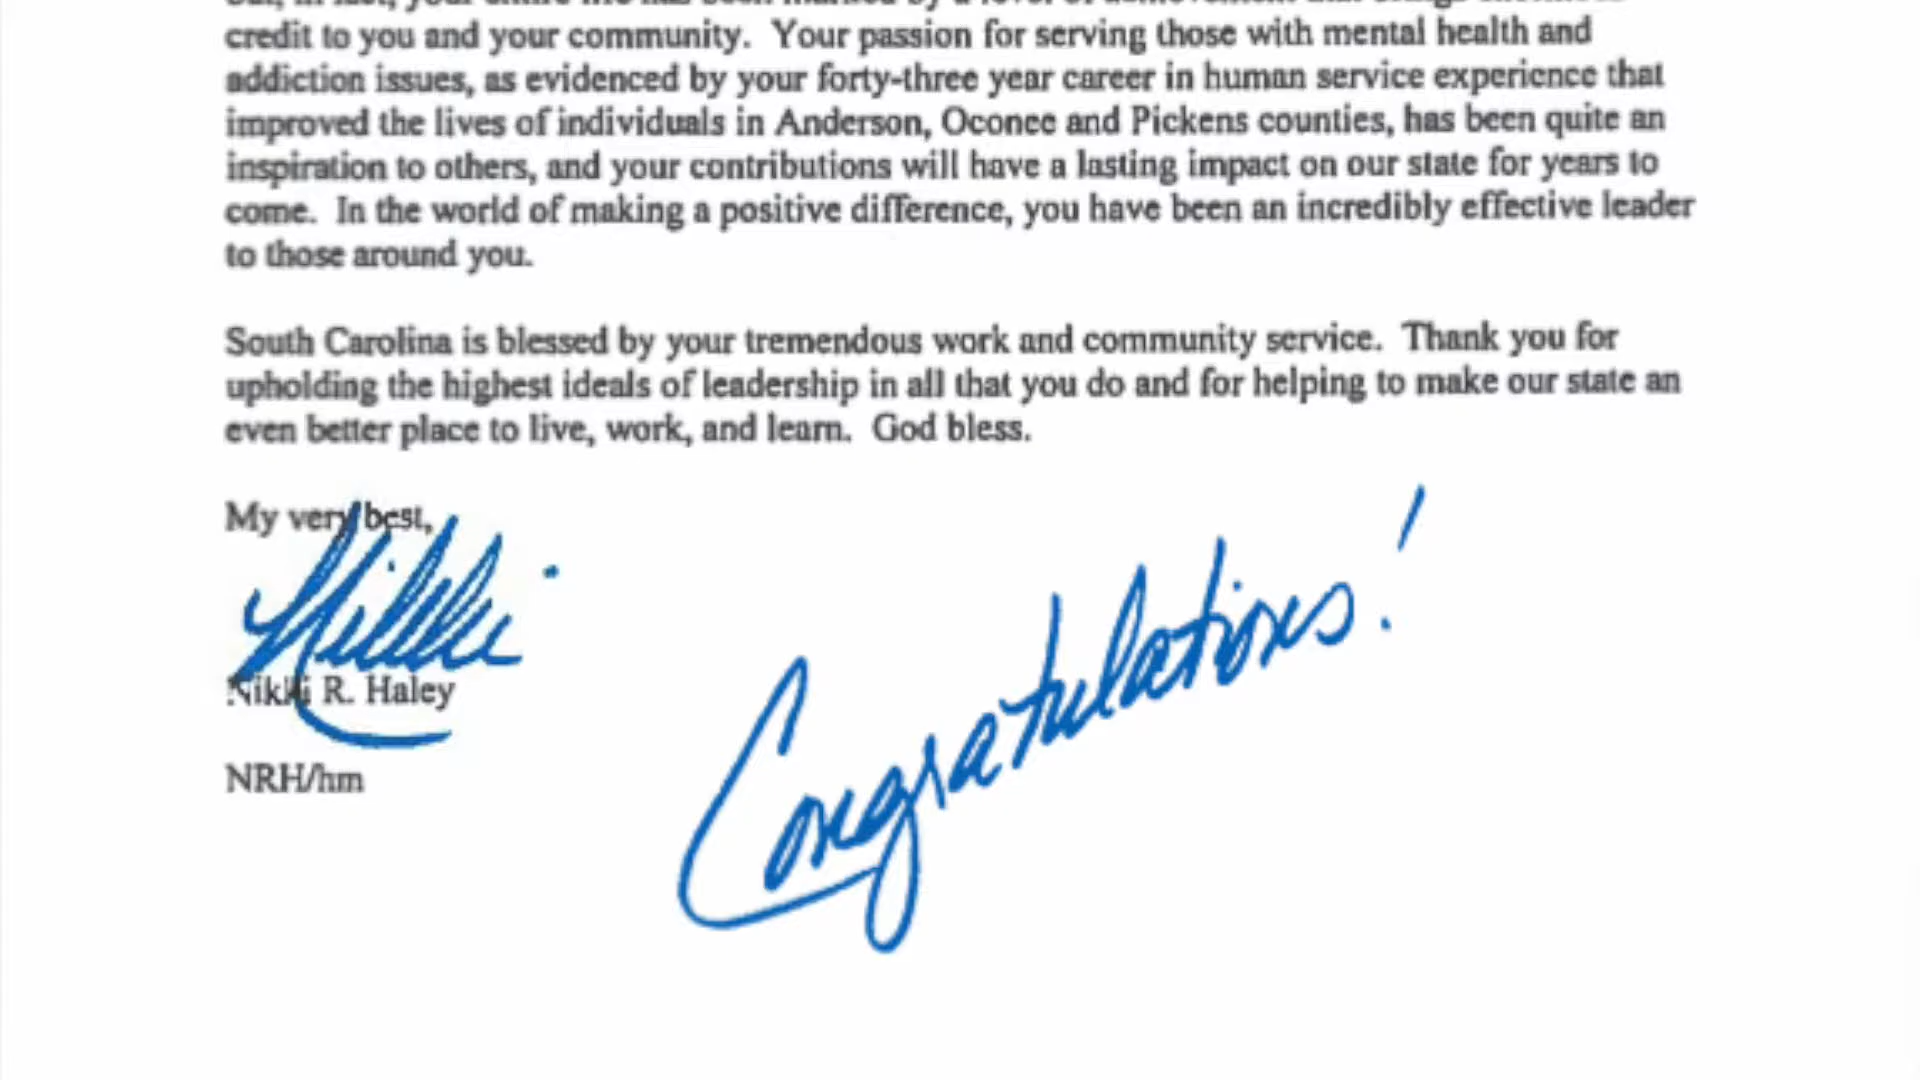 credit to you and your community. Your passion for serving those with mental health and
addiction issues, as evidenced by your forty-three year career in human service experience that
improved the lives of individuals in Anderson, Oconee and Pickens counties, has been quite an
inspiration to others, and your contributions will have a lasting impact on our state for years to
come. In the world of making a positive difference, you have been an incredibly effective leader
to those around you.
South Carolina is blessed by your tremendous work and community service. Thank you for
upholding the highest ideals of leadership in all that you do and for helping to make our state an
even better place to live, work, and learn. God bless.
My very best,
Nikki
Nikki R. Haley
NRH/hm
Congratulations!